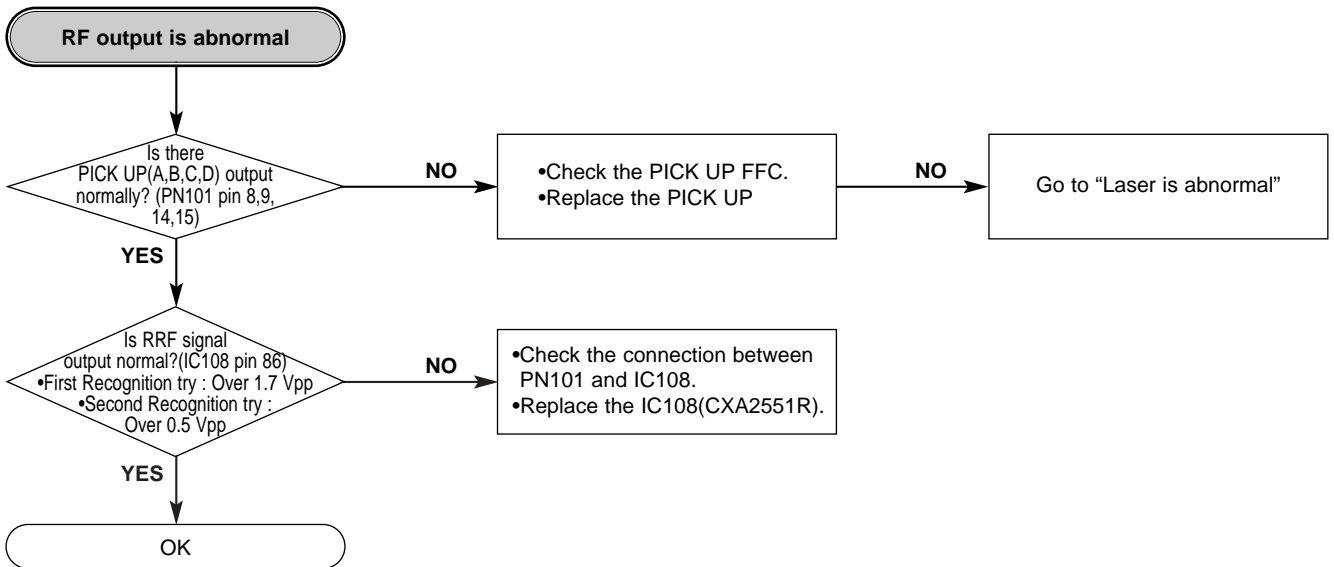 RF output is abnormal
Is there
PICK UP(A,B,C,D) output
normally? (PN101 pin 8,9,
14,15)
NO
•Check the PICK UP FFC.
•Replace the PICK UP
NO
Go to “Laser is abnormal”
YES
Is RRF signal
output normal?(IC108 pin 86)
•First Recognition try : Over 1.7 Vpp
•Second Recognition try :
Over 0.5 Vpp
NO
•Check the connection between
PN101 and IC108.
•Replace the IC108(CXA2551R).
YES
OK